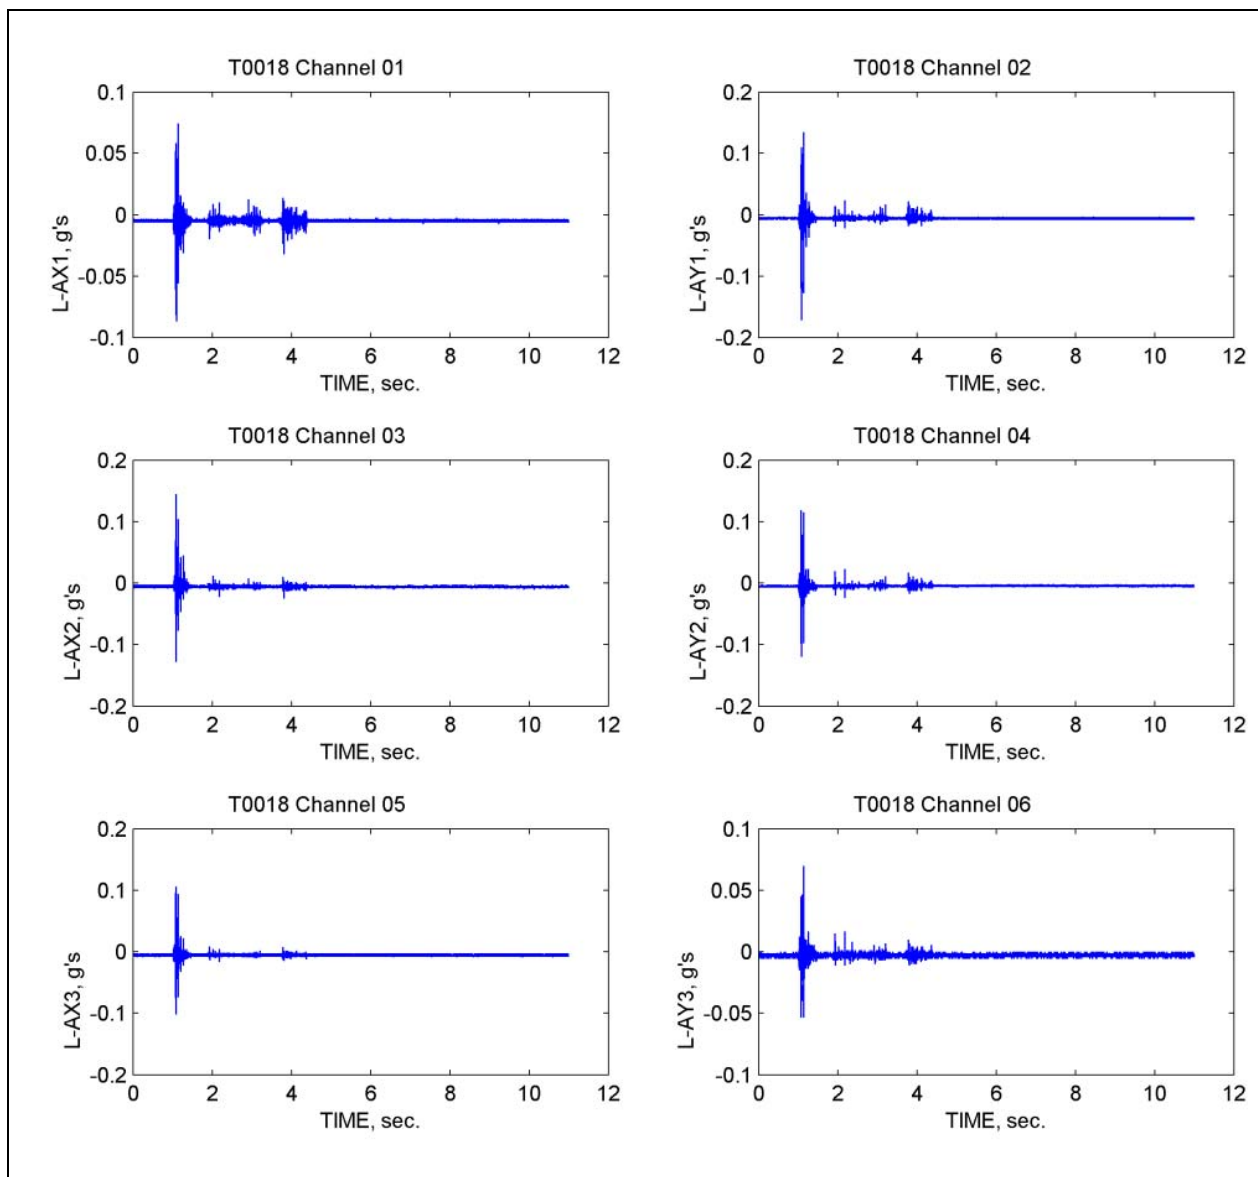 T0018 Channel 01
0.1
0.05
0
-0.05
-0.1
L-AX1, g's
0 2 4 6 8 10 12
TIME, sec.
T0018 Channel 02
0.2
0.1
0
-0.1
-0.2
L-AY1, g's
0 2 4 6 8 10 12
TIME, sec.
T0018 Channel 03
0.2
0.1
0
-0.1
-0.2
L-AX2, g's
0 2 4 6 8 10 12
TIME, sec.
T0018 Channel 04
0.2
0.1
0
-0.1
-0.2
L-AY2, g's
0 2 4 6 8 10 12
TIME, sec.
T0018 Channel 05
0.2
0.1
0
-0.1
-0.2
L-AX3, g's
0 2 4 6 8 10 12
TIME, sec.
T0018 Channel 06
0.1
0.05
0
-0.05
-0.1
L-AY3, g's
0 2 4 6 8 10 12
TIME, sec.